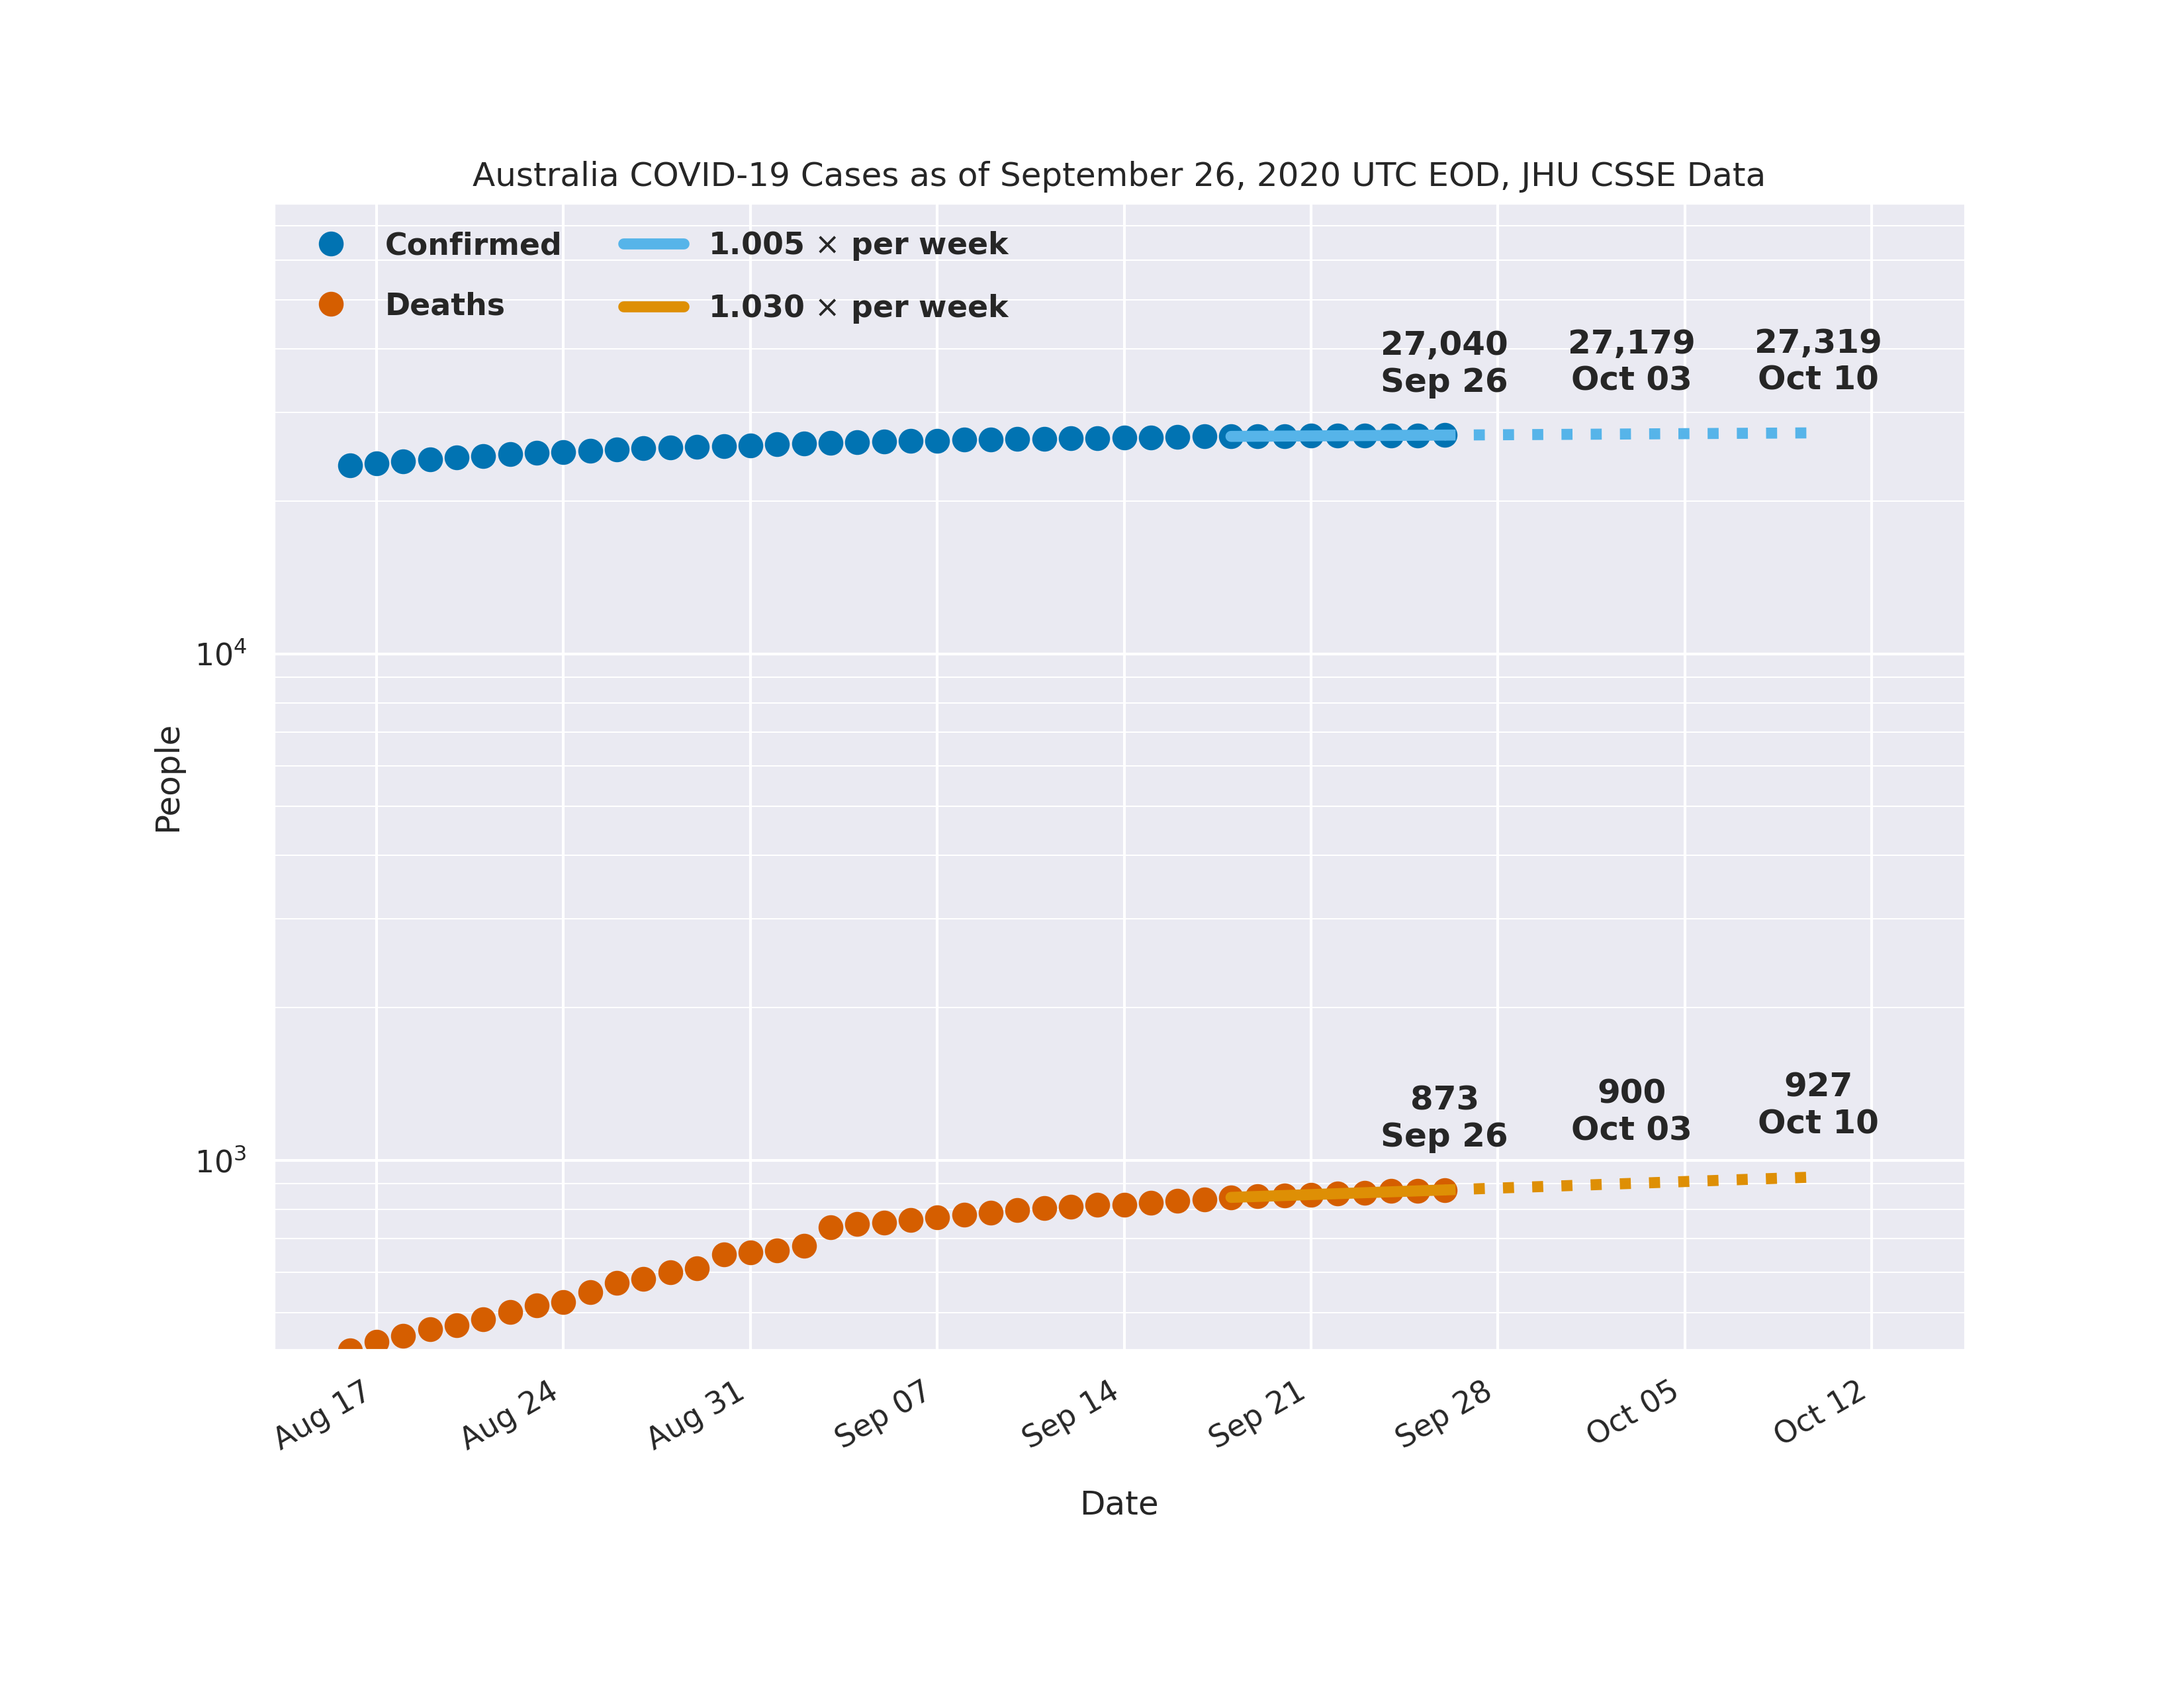 Australia COVID-19 Cases as of September 26, 2020 UTC EOD, JHU CSSE Data
Confirmed
Deaths
1.005 × per week
1.030 × per week
27,040
Sep 26
27,179
Oct 03
27,319
Oct 10
10⁴
People
873
Sep 26
900
Oct 03
927
Oct 10
10³
Aug 17
Aug 24
Aug 31
Sep 07
Sep 14
Sep 21
Sep 28
Oct 05
Oct 12
Date